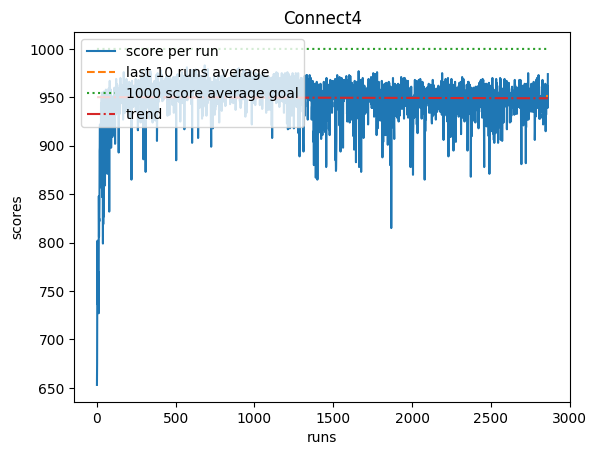 Connect4
score per run
last 10 runs average
1000 score average goal
trend
scores
1000
950
900
850
800
750
700
650
0 500 1000 1500 2000 2500 3000
runs